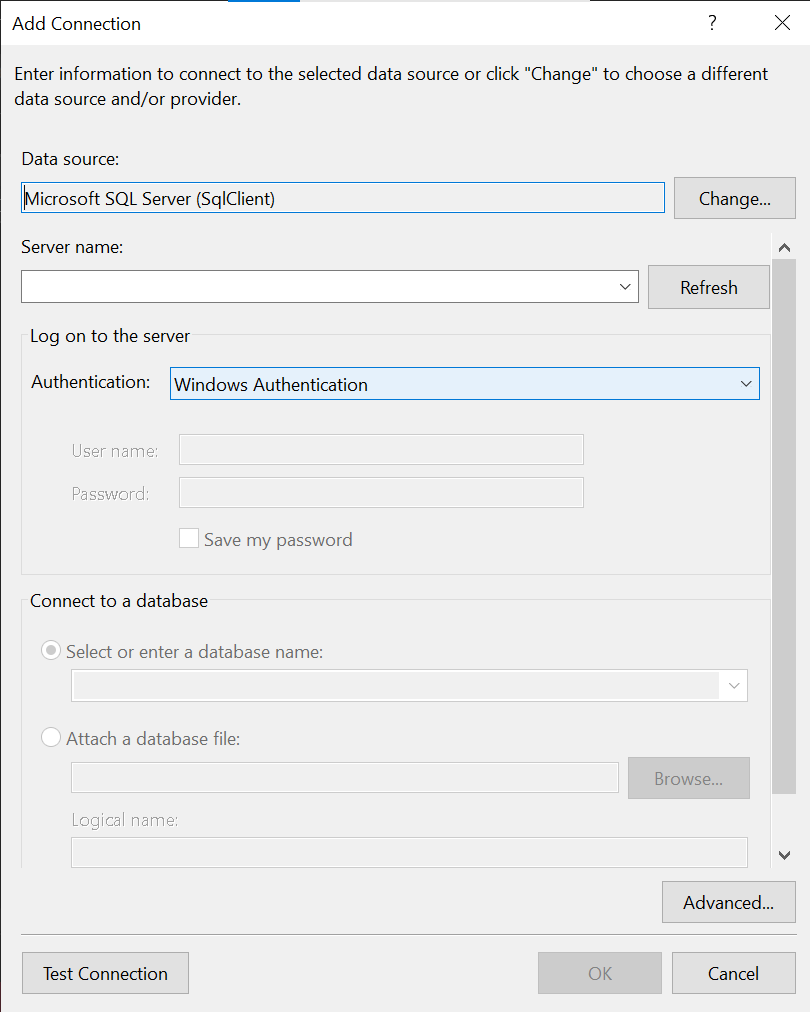 Add Connection
?
Enter information to connect to the selected data source or click "Change" to choose a different
data source and/or provider.
Data source:
Microsoft SQL Server (SqlClient)
Change...
Server name:
Refresh
Log on to the server
Authentication:
Windows Authentication
User name:
Password:
Save my password
Connect to a database
Select or enter a database name:
Attach a database file:
Browse...
Logical name:
Advanced...
Test Connection
OK
Cancel